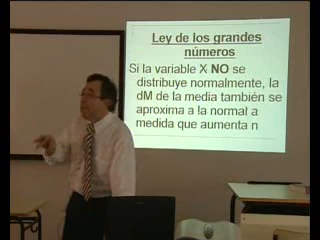 Ley de los grandes
números
Si la variable X NO se
distribuye normalmente, la
dM de la media también se
aproxima a la normal a
medida que aumenta n